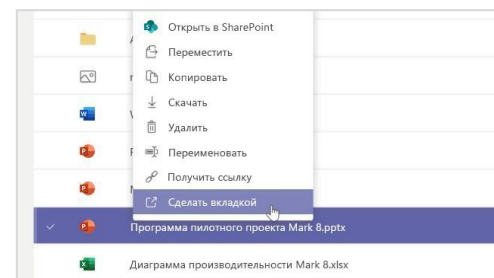 Открыть в SharePoint
Переместить
Копировать
Скачать
Удалить
Переименовать
Получить ссылку
Сделать вкладкой
Программа пилотного проекта Mark 8.pptx
Диаграмма производительности Mark 8.xlsx